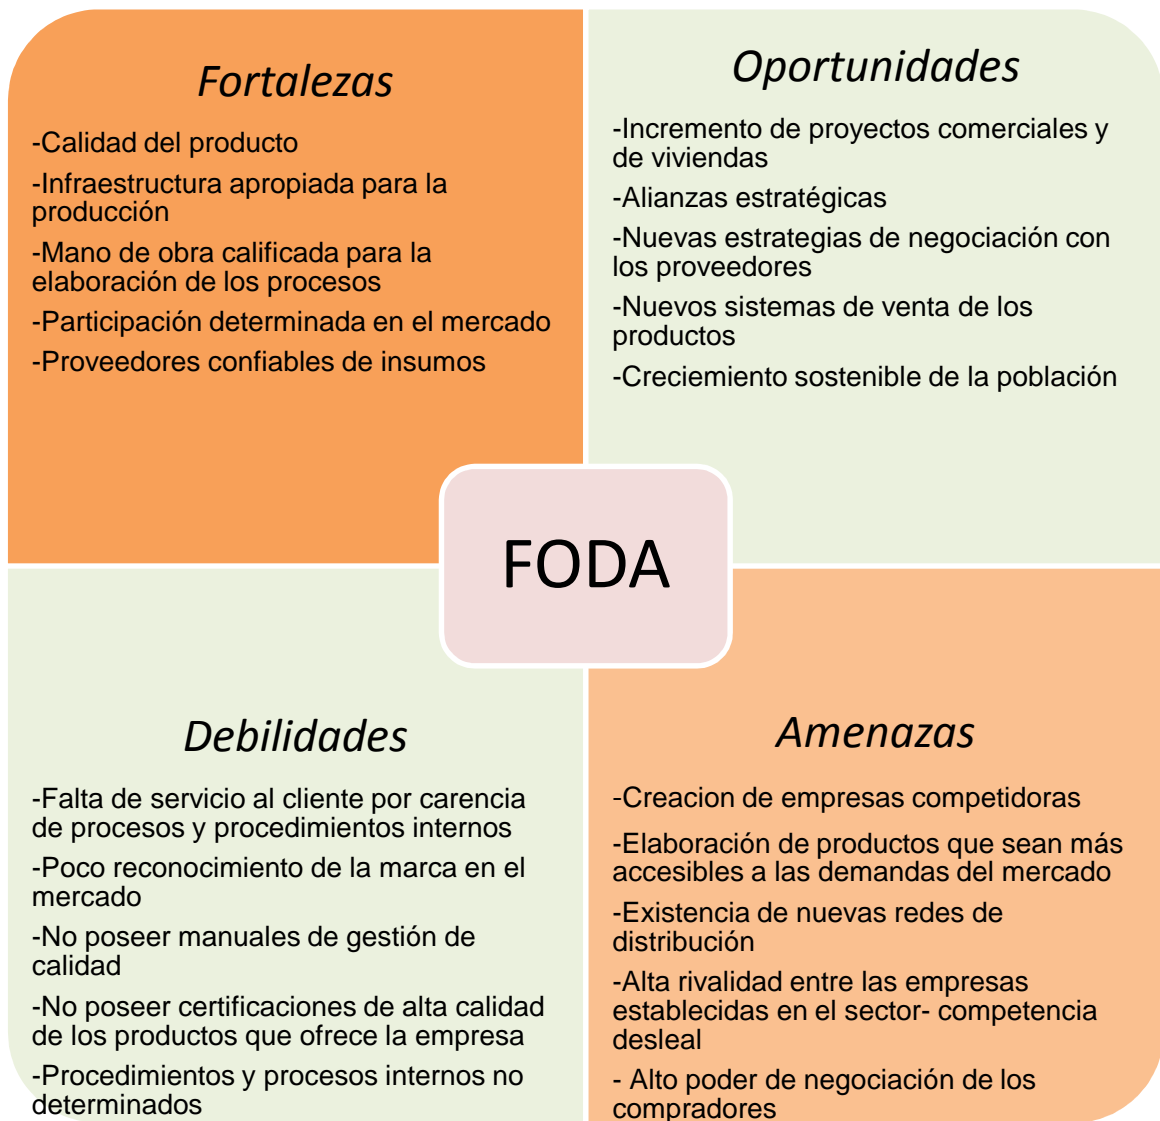 Fortalezas
-Calidad del producto
-Infraestructura apropiada para la
producción
-Mano de obra calificada para la
elaboración de los procesos
-Participación determinada en el mercado
-Proveedores confiables de insumos
Oportunidades
-Incremento de proyectos comerciales y
de viviendas
-Alianzas estratégicas
-Nuevas estrategias de negociación con
los proveedores
-Nuevos sistemas de venta de los
productos
-Creciemiento sostenible de la población
FODA
Debilidades
-Falta de servicio al cliente por carencia
de procesos y procedimientos internos
-Poco reconocimiento de la marca en el
mercado
-No poseer manuales de gestión de
calidad
-No poseer certificaciones de alta calidad
de los productos que ofrece la empresa
-Procedimientos y procesos internos no
determinados
Amenazas
-Creacion de empresas competidoras
-Elaboración de productos que sean más
accesibles a las demandas del mercado
-Existencia de nuevas redes de
distribución
-Alta rivalidad entre las empresas
establecidas en el sector- competencia
desleal
- Alto poder de negociación de los
compradores